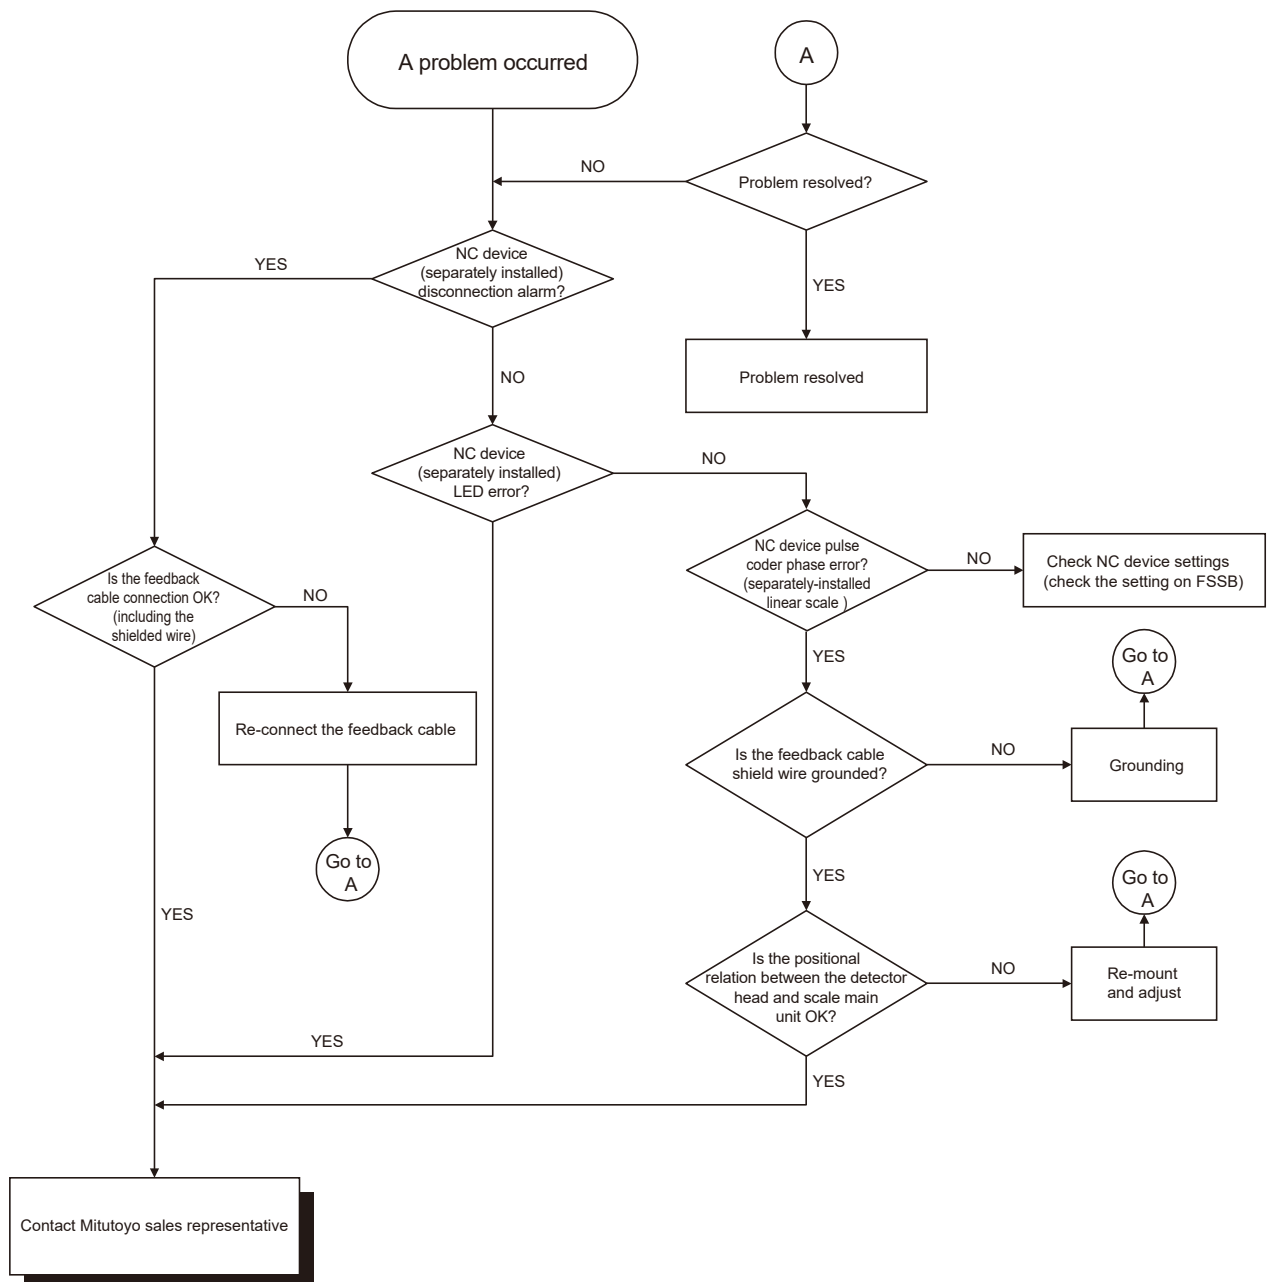 A problem occurred
A
NO
Problem resolved?
NC device
(separately installed)
disconnection alarm?
YES
YES
NO
Problem resolved
NC device
(separately installed)
LED error?
NO
NC device pulse
coder phase error?
(separately-installed
linear scale )
NO
Check NC device settings
(check the setting on FSSB)
Is the feedback
cable connection OK?
(including the
shielded wire)
NO
YES
Go to
A
Re-connect the feedback cable
Is the feedback cable
shield wire grounded?
NO
Grounding
Go to
A
YES
Go to
A
YES
Is the positional
relation between the detector
head and scale main
unit OK?
NO
Re-mount
and adjust
YES
YES
Contact Mitutoyo sales representative